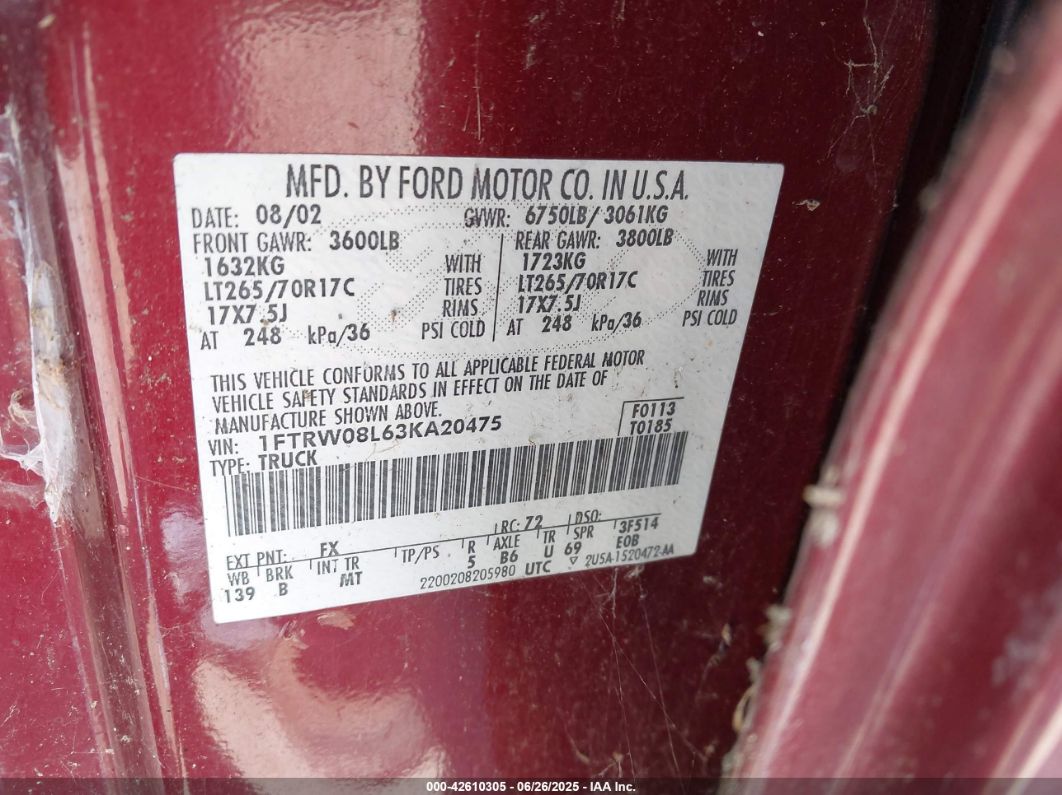 MFD. BY FORD MOTOR CO. IN U.S.A.
DATE: 08/02 GVWR: 6750LB/ 3061KG
FRONT GAWR: 3600LB REAR GAWR: 3800LB
1632KG WITH 1723KG WITH
LT265/70R17C TIRES LT265/70R17C TIRES
17X7.5J RIMS 17X7.5J RIMS
AT 248 kPa/36 PSI COLD AT 248 kPa/36 PSI COLD
THIS VEHICLE CONFORMS TO ALL APPLICABLE FEDERAL MOTOR
VEHICLE SAFETY STANDARDS IN EFFECT ON THE DATE OF
MANUFACTURE SHOWN ABOVE.
F0113
VIN: 1FTRW08L63KA20475 T0185
TYPE: TRUCK
EXT PNT: FX RC: 72 DSO: 3F514
WB BRK INT TR TP/PS R AXLE TR SPR EOB
139 B MT 5 B6 U 69
2200208205980 UTC ▽ 2U5A-1520472-AA
000-42610305 - 06/26/2025 - IAA Inc.